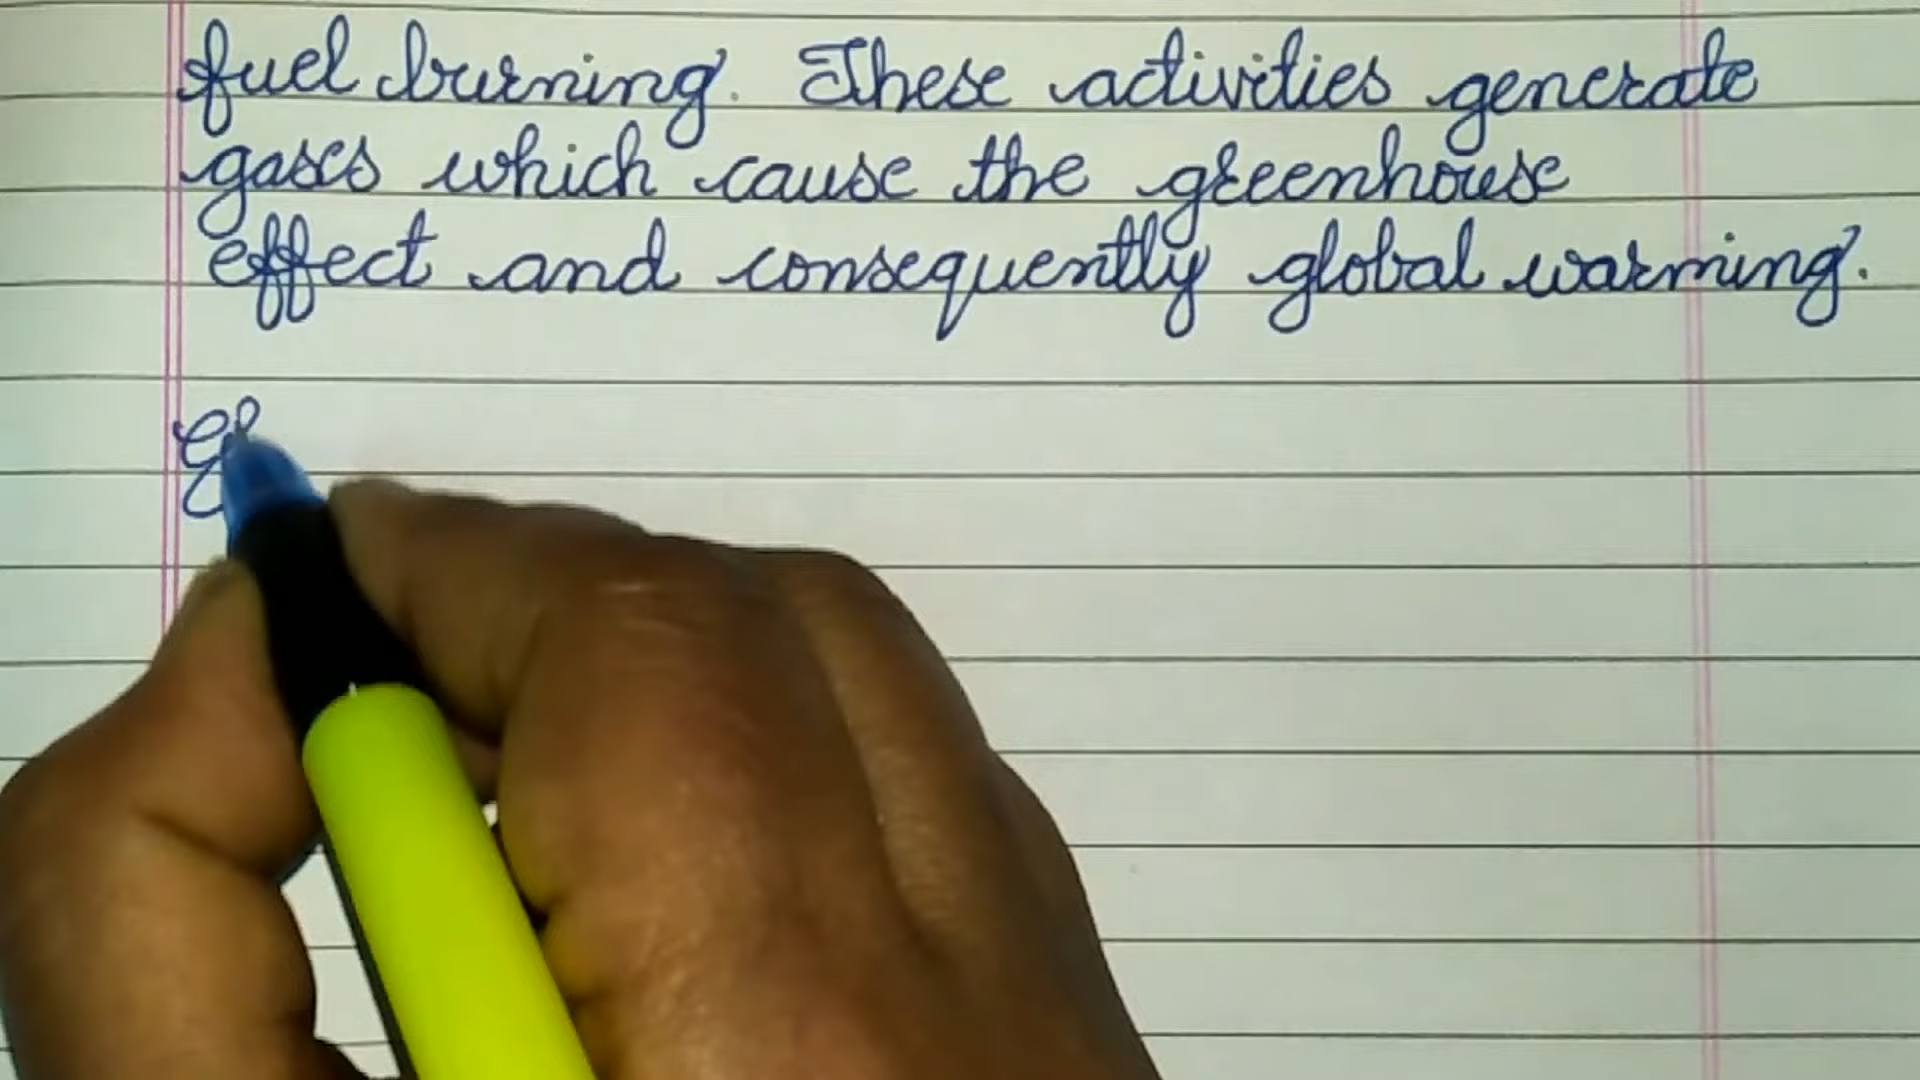 fuel burning. These activities generate
gases which cause the greenhouse
effect and consequently global warming.